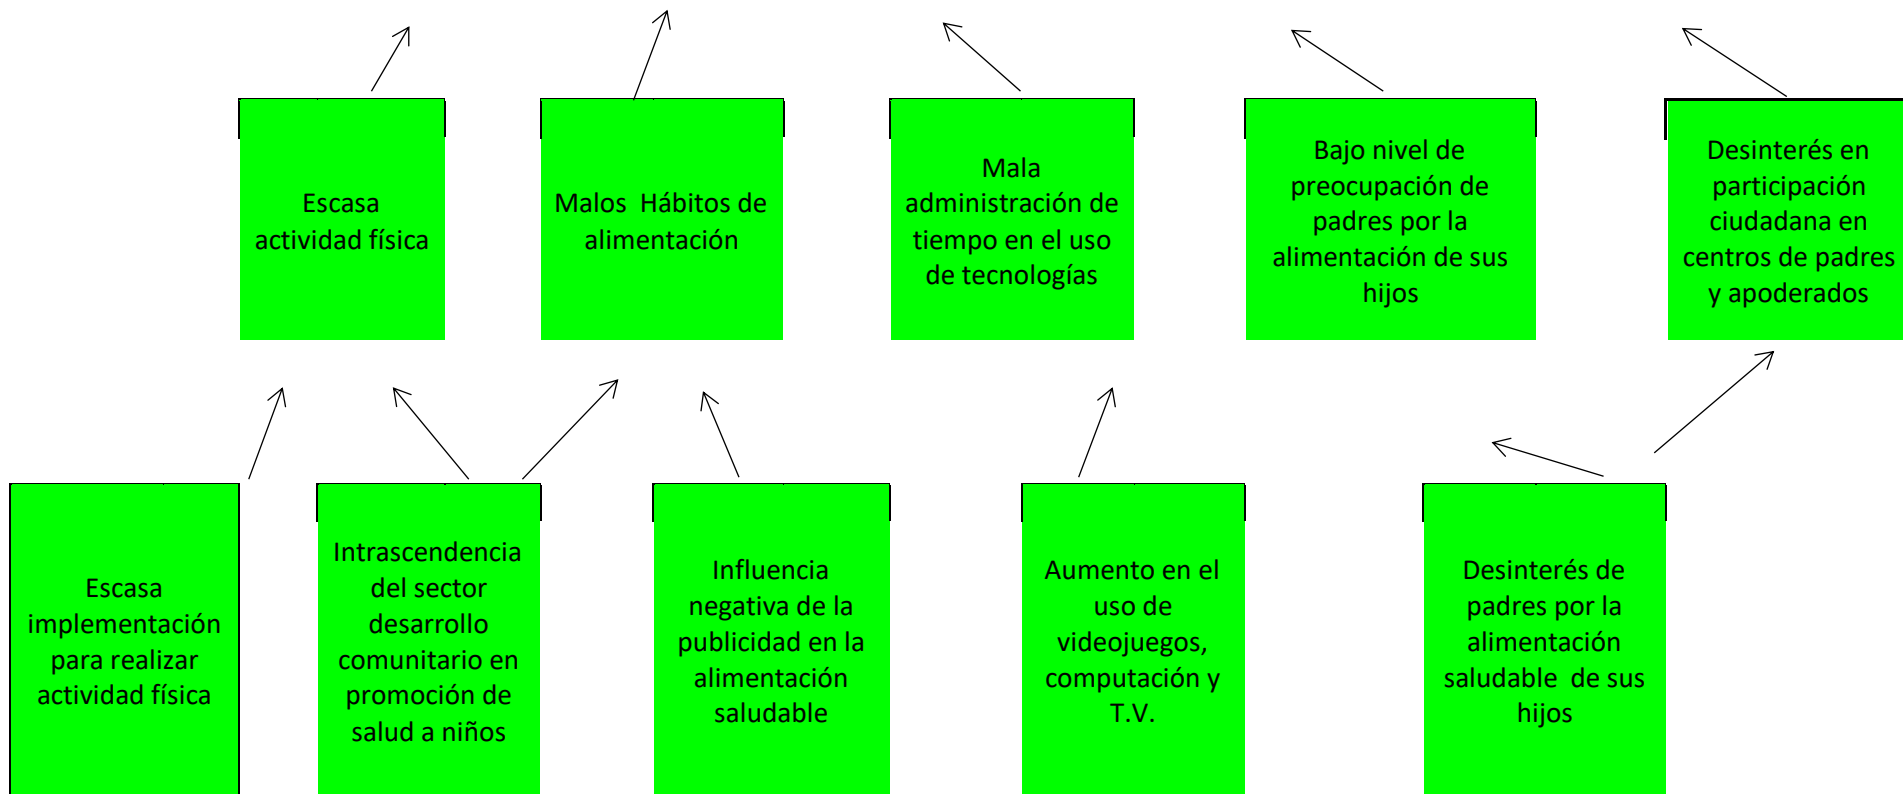 Escasa
actividad física
Malos Hábitos de
alimentación
Mala
administración de
tiempo en el uso
de tecnologías
Bajo nivel de
preocupación de
padres por la
alimentación de sus
hijos
Desinterés en
participación
ciudadana en
centros de padres
y apoderados
Escasa
implementación
para realizar
actividad física
Intrascendencia
del sector
desarrollo
comunitario en
promoción de
salud a niños
Influencia
negativa de la
publicidad en la
alimentación
saludable
Aumento en el
uso de
videojuegos,
computación y
T.V.
Desinterés de
padres por la
alimentación
saludable de sus
hijos